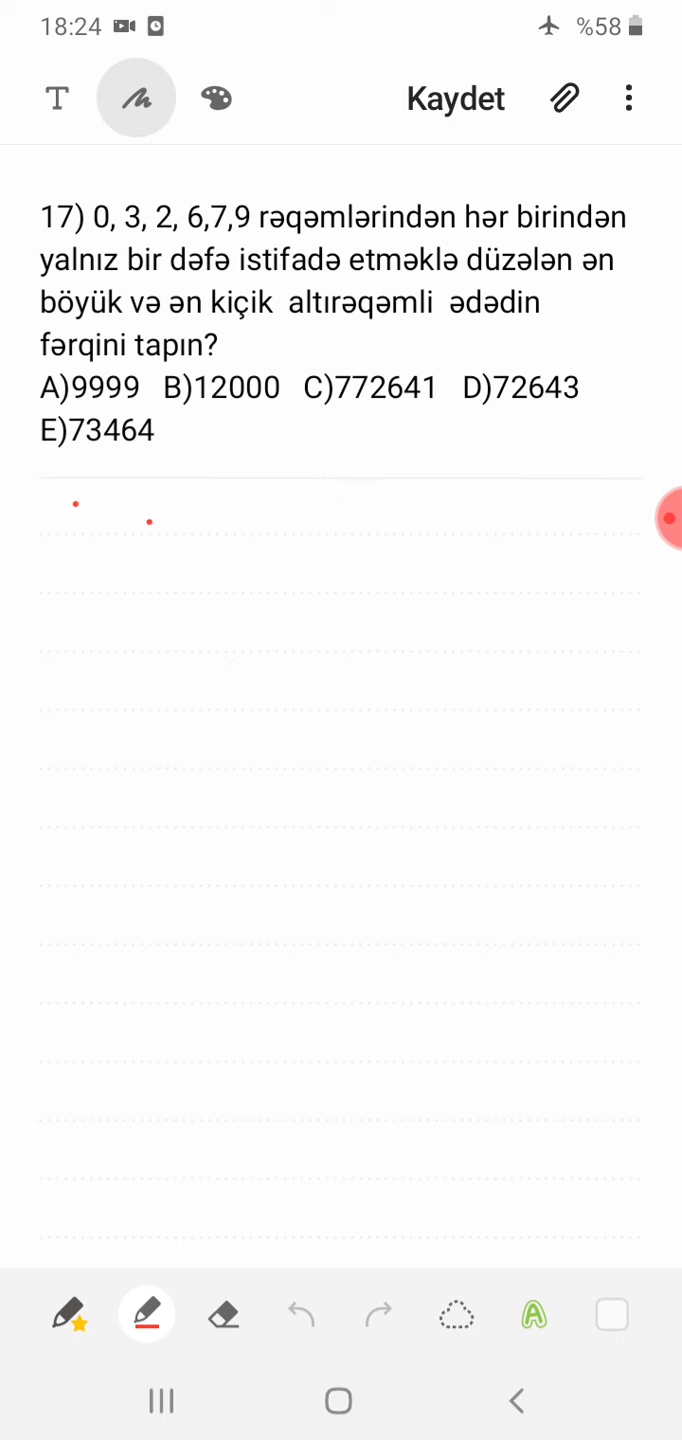 18:24 %58
T Kaydet
17) 0, 3, 2, 6,7,9 rəqəmlərindən hər birindən
yalnız bir dəfə istifadə etməklə düzələn ən
böyük və ən kiçik altırəqəmli ədədin
fərqini tapın?
A)9999 B)12000 C)772641 D)72643
E)73464
A